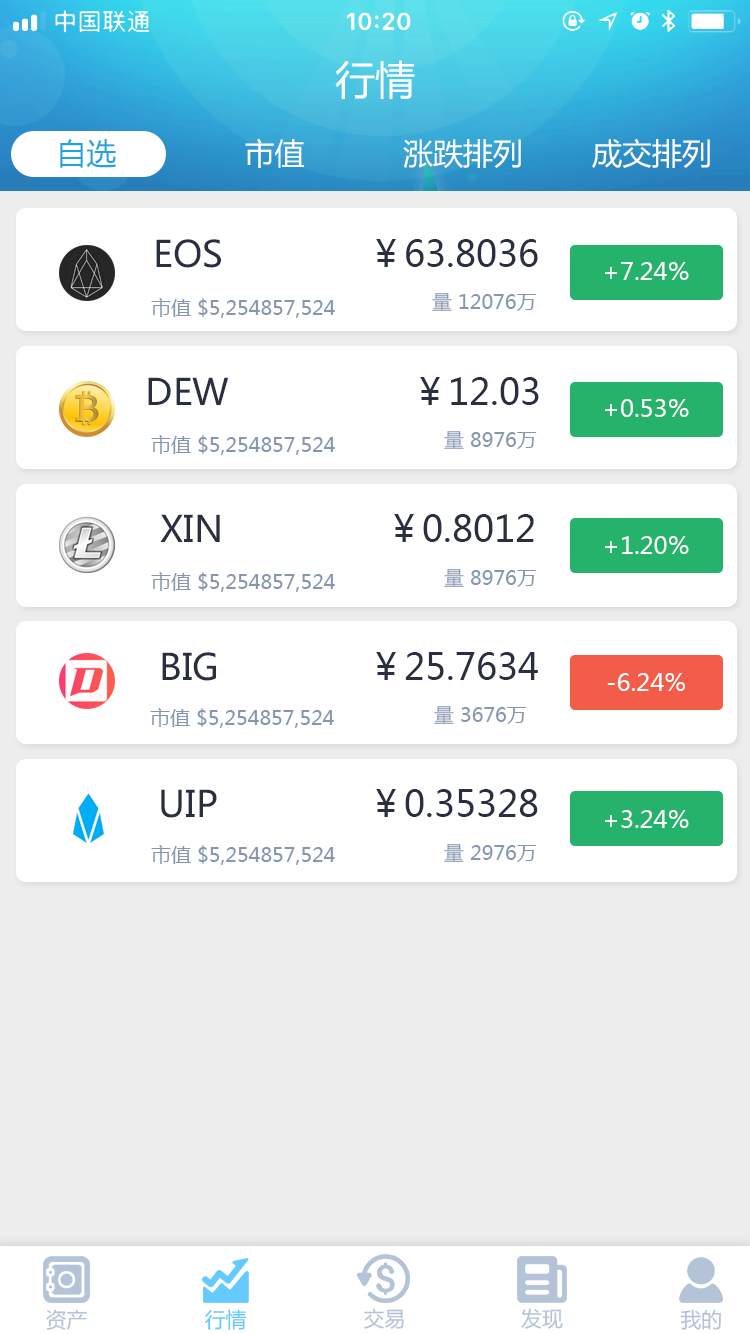 中国联通 10:20
行情
自选 市值 涨跌排列 成交排列
EOS ¥63.8036 +7.24%
市值 $5,254857,524 量 12076万
DEW ¥12.03 +0.53%
市值 $5,254857,524 量 8976万
XIN ¥0.8012 +1.20%
市值 $5,254857,524 量 8976万
BIG ¥25.7634 -6.24%
市值 $5,254857,524 量 3676万
UIP ¥0.35328 +3.24%
市值 $5,254857,524 量 2976万
资产 行情 交易 发现 我的